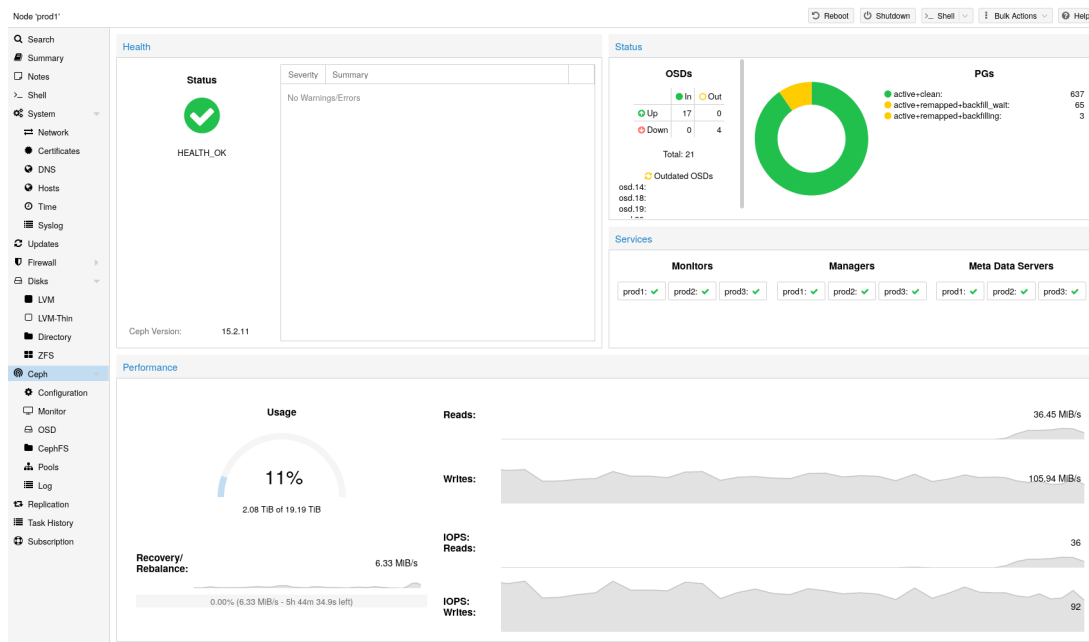 Node 'prod1'
Reboot Shutdown Shell Bulk Actions Help
Search
Summary
Notes
Shell
System
Network
Certificates
DNS
Hosts
Time
Syslog
Updates
Firewall
Disks
LVM
LVM-Thin
Directory
ZFS
Ceph
Configuration
Monitor
OSD
CephFS
Pools
Log
Replication
Task History
Subscription
Health
Status
HEALTH_OK
Severity Summary
No Warnings/Errors
Ceph Version: 15.2.11
Status
OSDs
In Out
Up 17 0
Down 0 4
Total: 21
Outdated OSDs
osd.14:
osd.18:
osd.19:
PGs
active+clean: 637
active+remapped+backfill_wait: 65
active+remapped+backfilling: 3
Services
Monitors
prod1: prod2: prod3:
Managers
prod1: prod2: prod3:
Meta Data Servers
prod1: prod2: prod3:
Performance
Usage
11%
2.08 TiB of 19.19 TiB
Recovery/
Rebalance:
6.33 MiB/s
0.00% (6.33 MiB/s - 5h 44m 34.9s left)
Reads: 36.45 MiB/s
Writes: 105.94 MiB/s
IOPS:
Reads:
36
IOPS:
Writes:
92